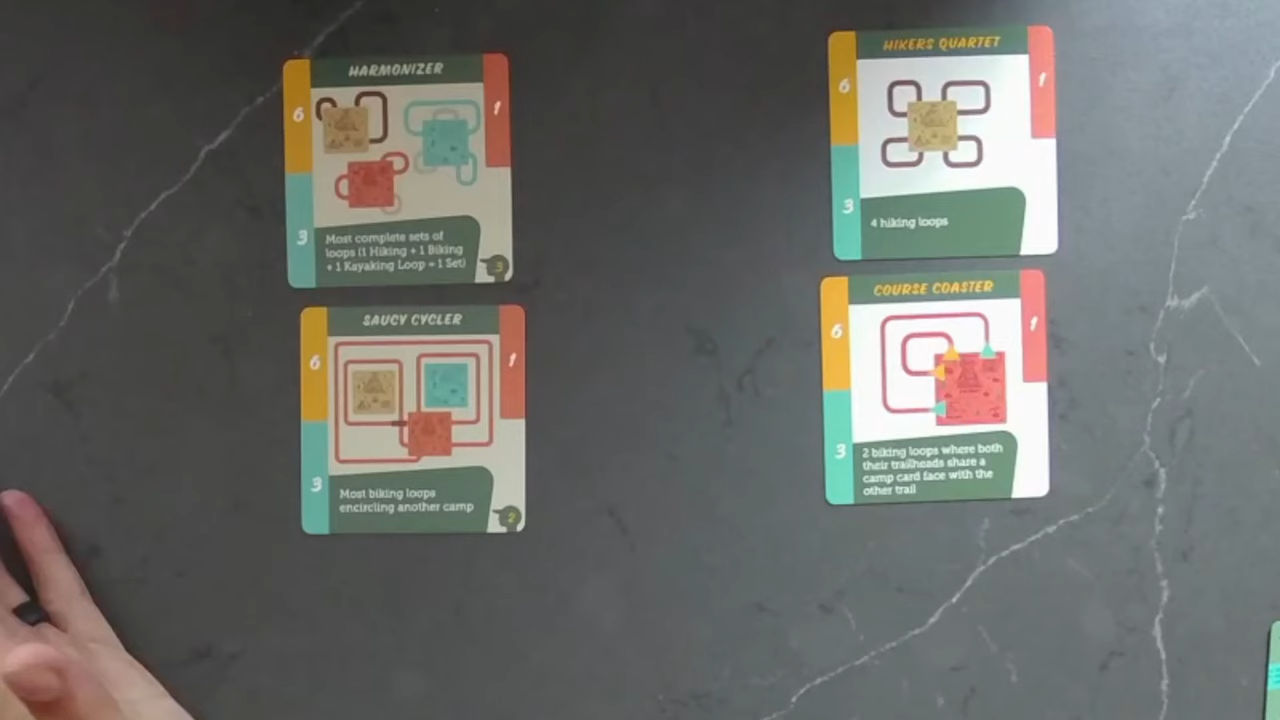 HARMONIZER
6
1
3
Most complete sets of
loops (1 Hiking + 1 Biking
+ 1 Kayaking Loop = 1 Set)
3
HIKERS QUARTET
6
1
3
4 hiking loops
SAUCY CYCLER
6
1
3
Most biking loops
encircling another camp
2
COURSE COASTER
6
1
3
2 biking loops where both
their trailheads share a
camp card face with the
other trail